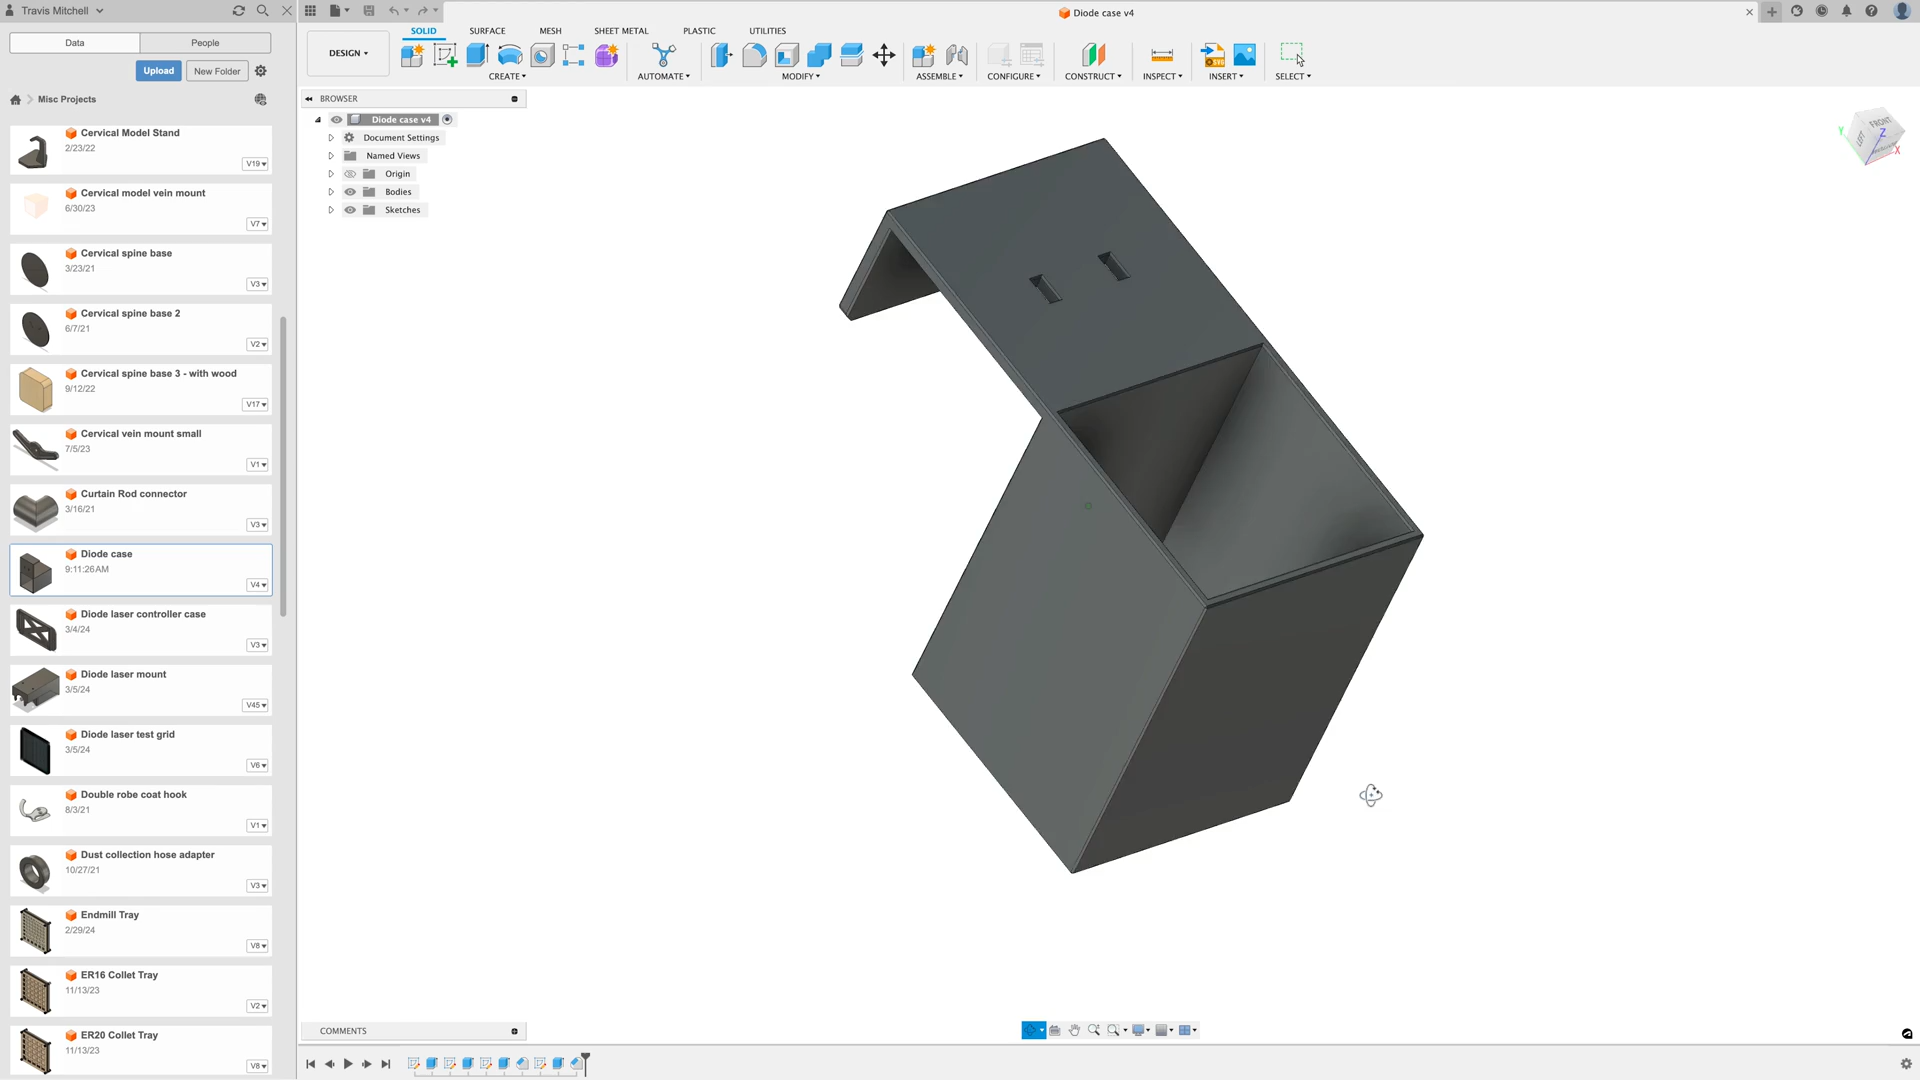 Travis Mitchell
Diode case v4
Data
People
Upload
New Folder
Misc Projects
Cervical Model Stand
2/23/22
V19
Cervical model vein mount
6/30/23
V7
Cervical spine base
3/23/21
V3
Cervical spine base 2
6/7/21
V2
Cervical spine base 3 - with wood
9/12/22
V17
Cervical vein mount small
7/5/23
V1
Curtain Rod connector
3/16/21
V3
Diode case
9:11:26AM
V4
Diode laser controller case
3/4/24
V3
Diode laser mount
3/5/24
V45
Diode laser test grid
3/5/24
V6
Double robe coat hook
8/3/21
V1
Dust collection hose adapter
10/27/21
V3
Endmill Tray
2/29/24
V8
ER16 Collet Tray
11/13/23
V2
ER20 Collet Tray
11/13/23
V8
DESIGN
SOLID
SURFACE
MESH
SHEET METAL
PLASTIC
UTILITIES
CREATE
AUTOMATE
MODIFY
ASSEMBLE
CONFIGURE
CONSTRUCT
INSPECT
INSERT
SELECT
BROWSER
Diode case v4
Document Settings
Named Views
Origin
Bodies
Sketches
FRONT
LEFT
Y
Z
X
COMMENTS